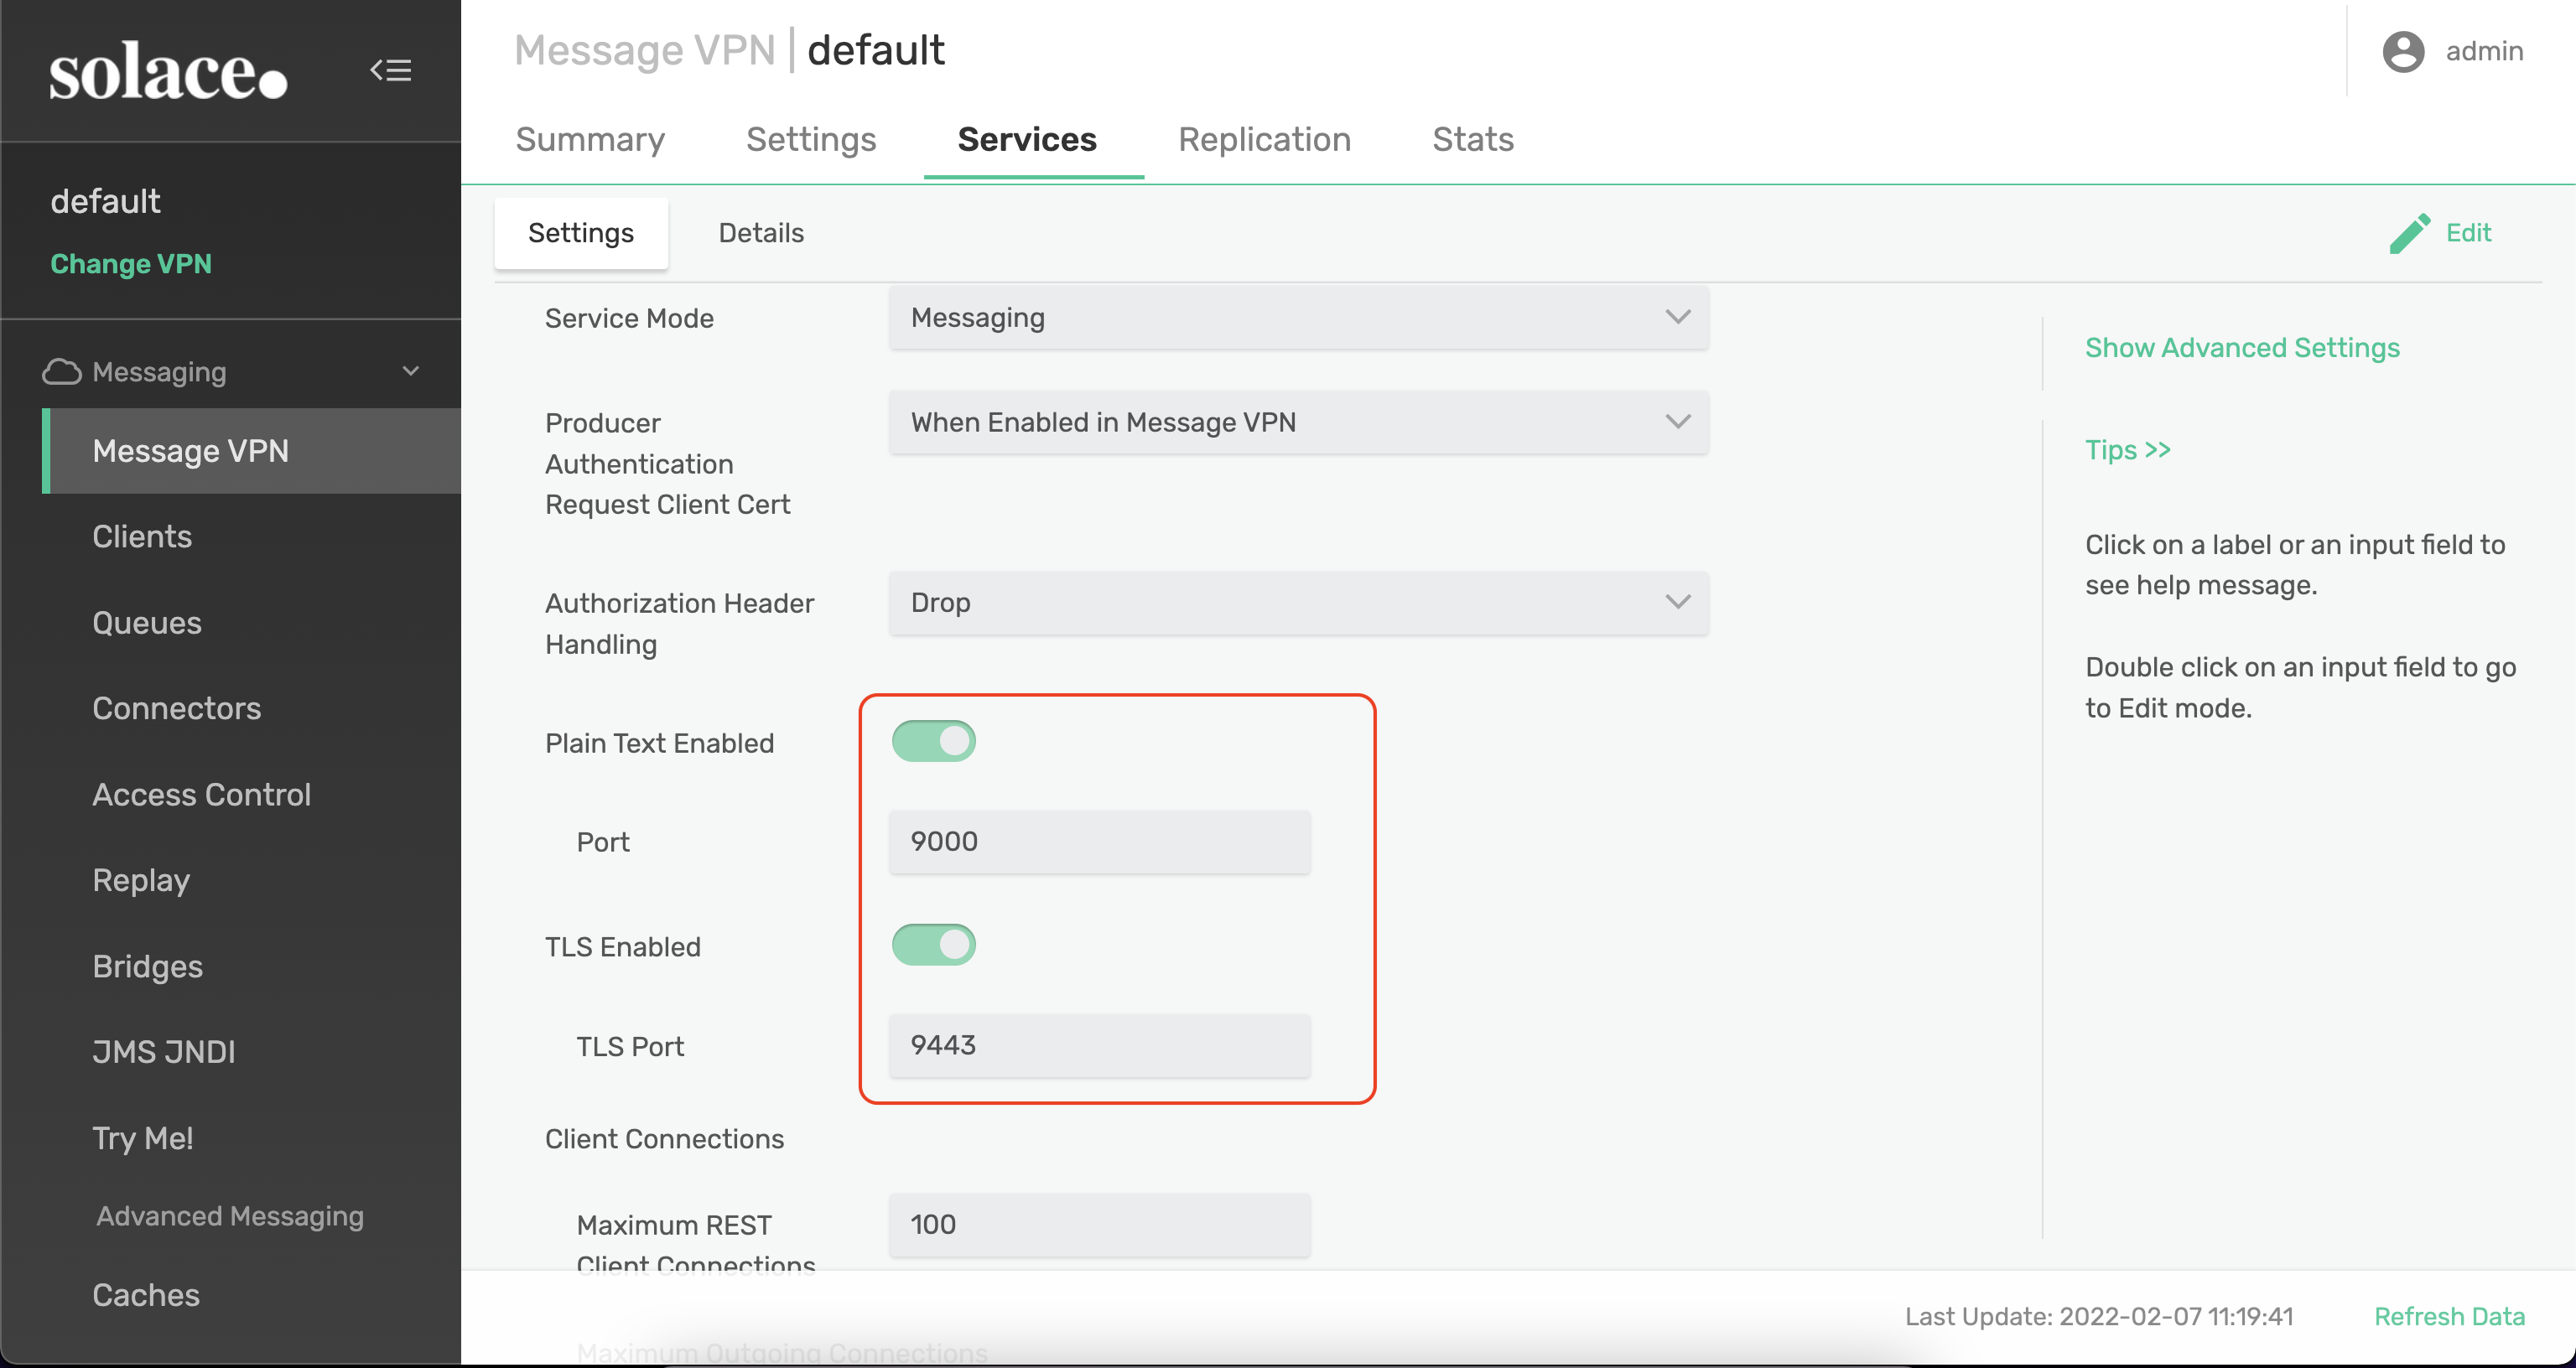 solace.
default
Change VPN
Messaging
Message VPN
Clients
Queues
Connectors
Access Control
Replay
Bridges
JMS JNDI
Try Me!
Advanced Messaging
Caches
Message VPN | default
admin
Summary Settings Services Replication Stats
Settings Details
Edit
Service Mode Messaging
Producer
Authentication
Request Client Cert
When Enabled in Message VPN
Authorization Header
Handling
Drop
Plain Text Enabled
Port 9000
TLS Enabled
TLS Port 9443
Client Connections
Maximum REST
Client Connections
100
Maximum Outgoing Connections
Show Advanced Settings
Tips >>
Click on a label or an input field to
see help message.
Double click on an input field to go
to Edit mode.
Last Update: 2022-02-07 11:19:41
Refresh Data